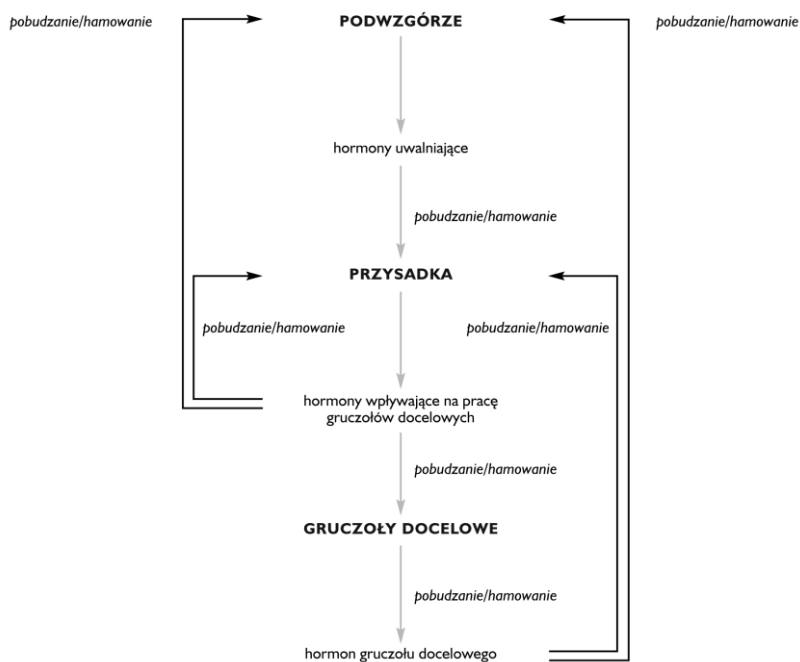 pobudzanie/hamowanie
PODWZGÓRZE
pobudzanie/hamowanie
hormony uwalniające
pobudzanie/hamowanie
PRZYSADKA
pobudzanie/hamowanie
pobudzanie/hamowanie
hormony wpływające na pracę
gruczołów docelowych
pobudzanie/hamowanie
GRUCZOŁY DOCELOWE
pobudzanie/hamowanie
hormon gruczołu docelowego